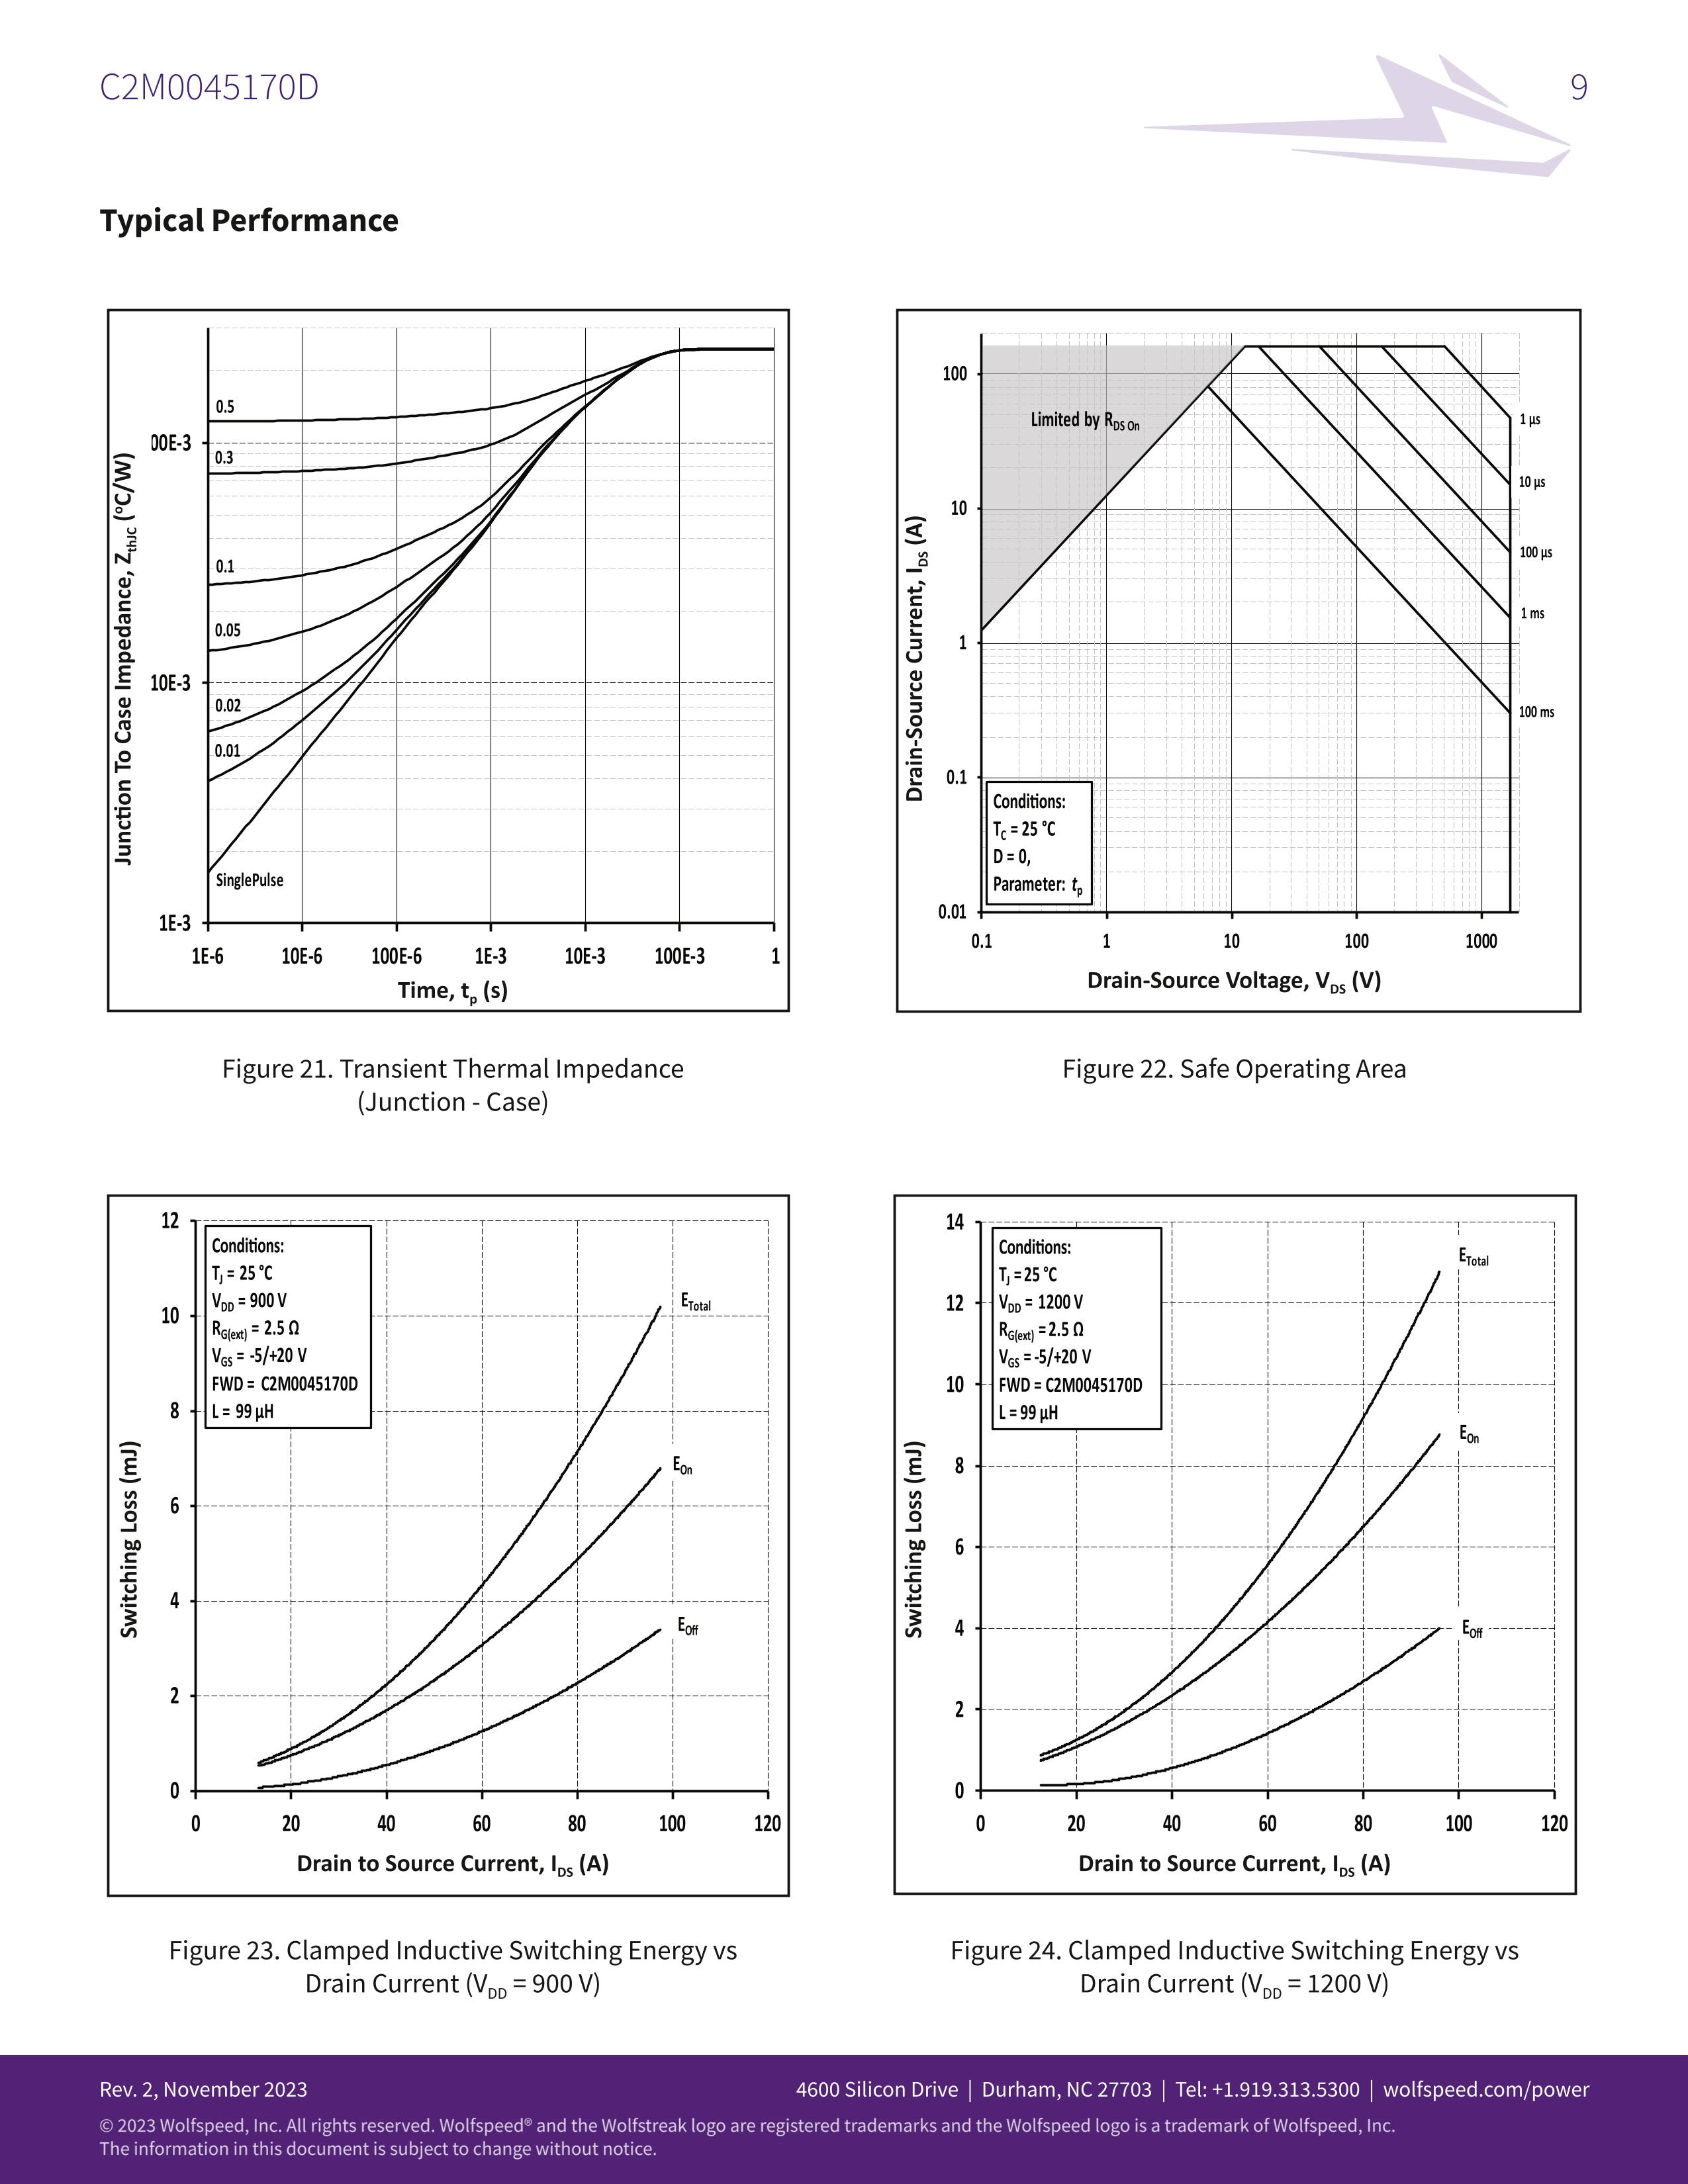 C2M0045170D
9
Typical Performance
0.5
00E-3
0.3
0.1
0.05
10E-3
0.02
0.01
SinglePulse
1E-3
1E-6 10E-6 100E-6 1E-3 10E-3 100E-3 1
Junction To Case Impedance, ZthJC (oC/W)
Time, tp (s)
Figure 21. Transient Thermal Impedance
(Junction - Case)
100
Limited by RDS On
1 µs
10 µs
10
100 µs
1 ms
1
100 ms
0.1
Conditions:
TC = 25 °C
D = 0,
Parameter: tp
0.01
0.1 1 10 100 1000
Drain-Source Current, IDS (A)
Drain-Source Voltage, VDS (V)
Figure 22. Safe Operating Area
12
Conditions:
TJ = 25 °C
VDD = 900 V
RG(ext) = 2.5 Ω
VGS = -5/+20 V
FWD = C2M0045170D
L = 99 µH
ETotal
10
8
EOn
6
4
EOff
2
0
0 20 40 60 80 100 120
Switching Loss (mJ)
Drain to Source Current, IDS (A)
Figure 23. Clamped Inductive Switching Energy vs
Drain Current (VDD = 900 V)
14
Conditions:
TJ = 25 °C
VDD = 1200 V
RG(ext) = 2.5 Ω
VGS = -5/+20 V
FWD = C2M0045170D
L = 99 µH
ETotal
12
10
EOn
8
6
4
EOff
2
0
0 20 40 60 80 100 120
Switching Loss (mJ)
Drain to Source Current, IDS (A)
Figure 24. Clamped Inductive Switching Energy vs
Drain Current (VDD = 1200 V)
Rev. 2, November 2023
4600 Silicon Drive | Durham, NC 27703 | Tel: +1.919.313.5300 | wolfspeed.com/power
© 2023 Wolfspeed, Inc. All rights reserved. Wolfspeed® and the Wolfstreak logo are registered trademarks and the Wolfspeed logo is a trademark of Wolfspeed, Inc.
The information in this document is subject to change without notice.